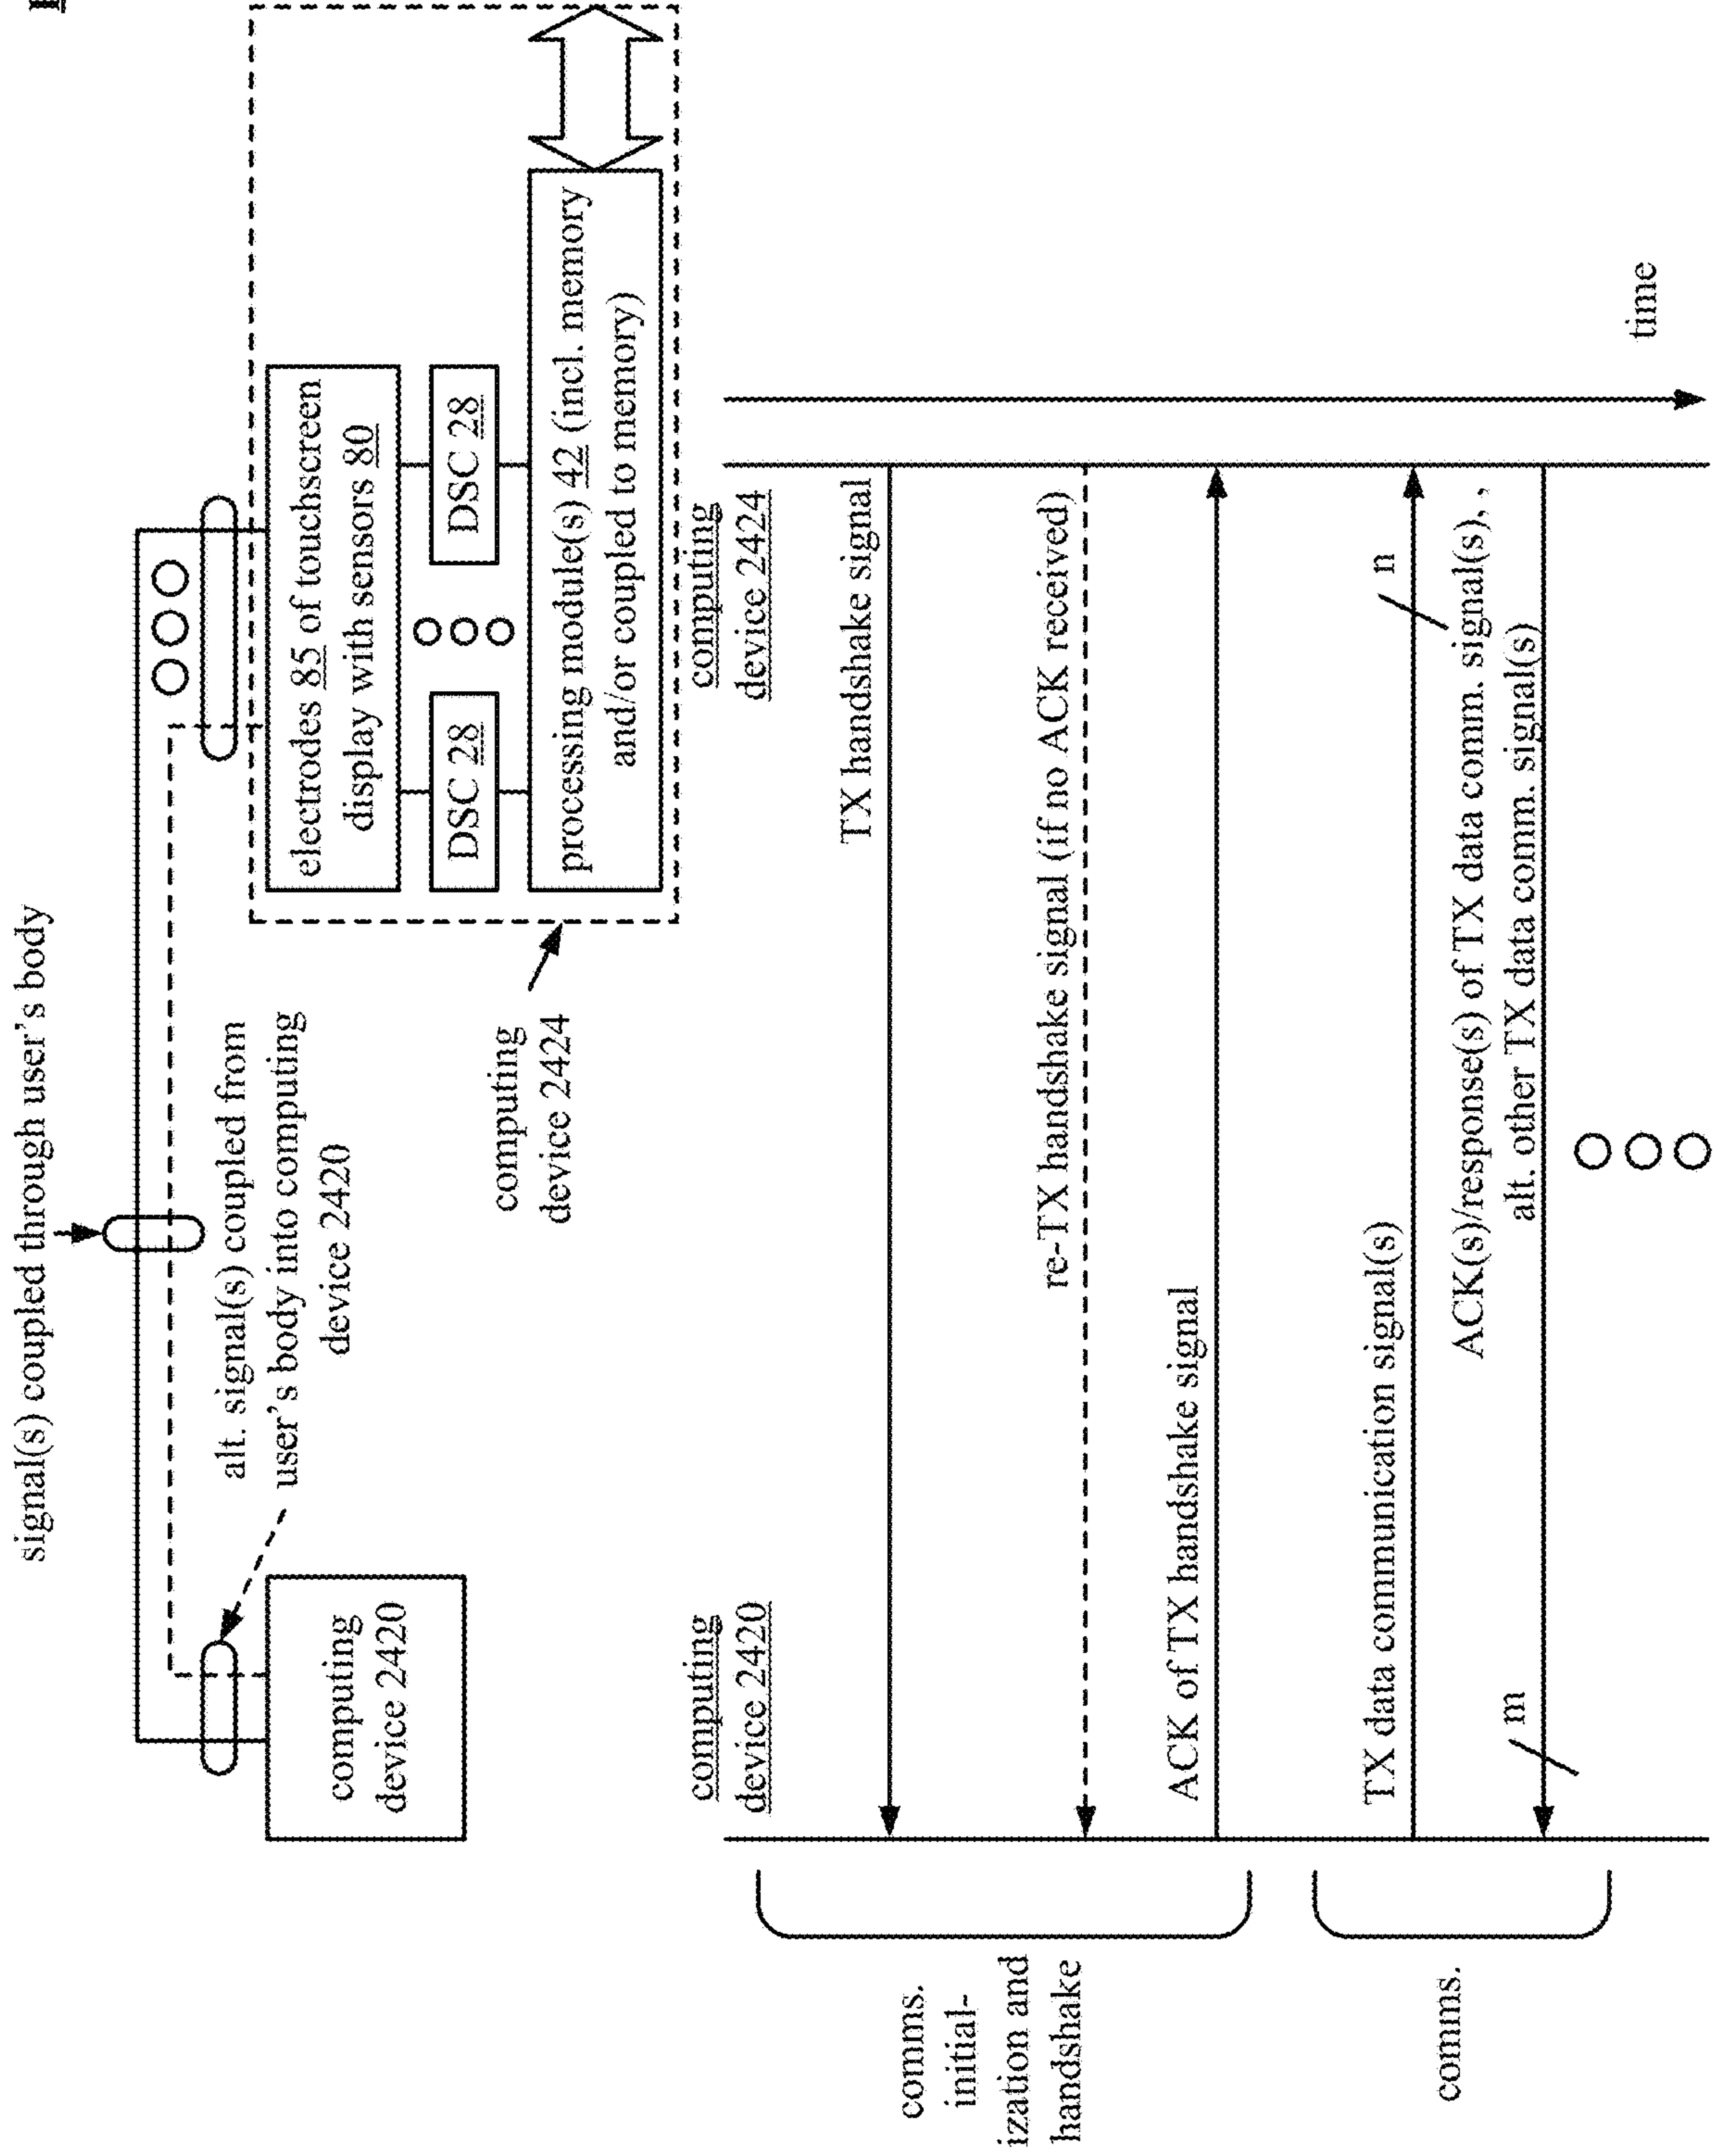 signal(s) coupled through user's body
alt. signal(s) coupled from
user's body into computing
device 2420
computing
device 2420
computing
device 2424
electrodes 85 of touchscreen
display with sensors 80
DSC 28
DSC 28
processing module(s) 42 (incl. memory
and/or coupled to memory)
computing
device 2420
computing
device 2424
comms.
initial-
ization and
handshake
TX handshake signal
re-TX handshake signal (if no ACK received)
ACK of TX handshake signal
comms.
TX data communication signal(s)
n
ACK(s)/response(s) of TX data comm. signal(s), ,
alt. other TX data comm. signal(s)
m
time